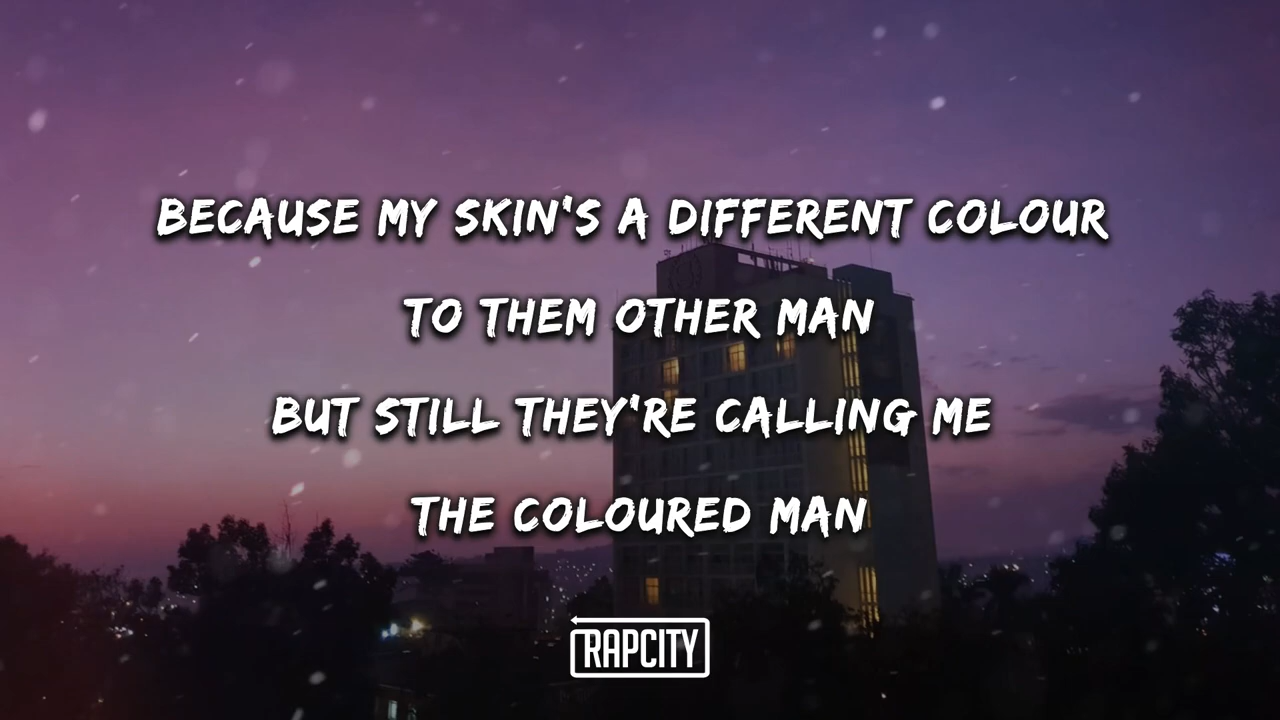 BECAUSE MY SKIN'S A DIFFERENT COLOUR
TO THEM OTHER MAN
BUT STILL THEY'RE CALLING ME
THE COLOURED MAN
RAPCITY